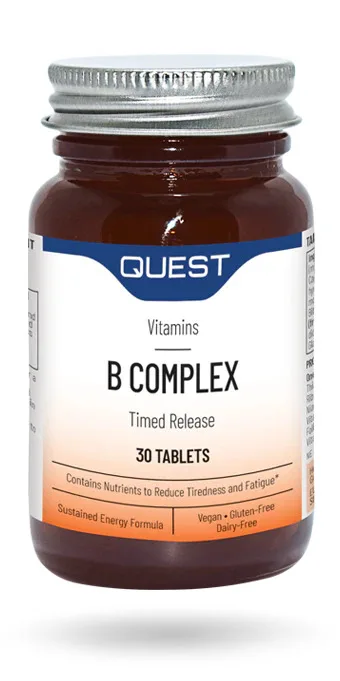 QUEST
Vitamins
B COMPLEX
Timed Release
30 TABLETS
Contains Nutrients to Reduce Tiredness and Fatigue*
Sustained Energy Formula
Vegan • Gluten-Free
Dairy-Free